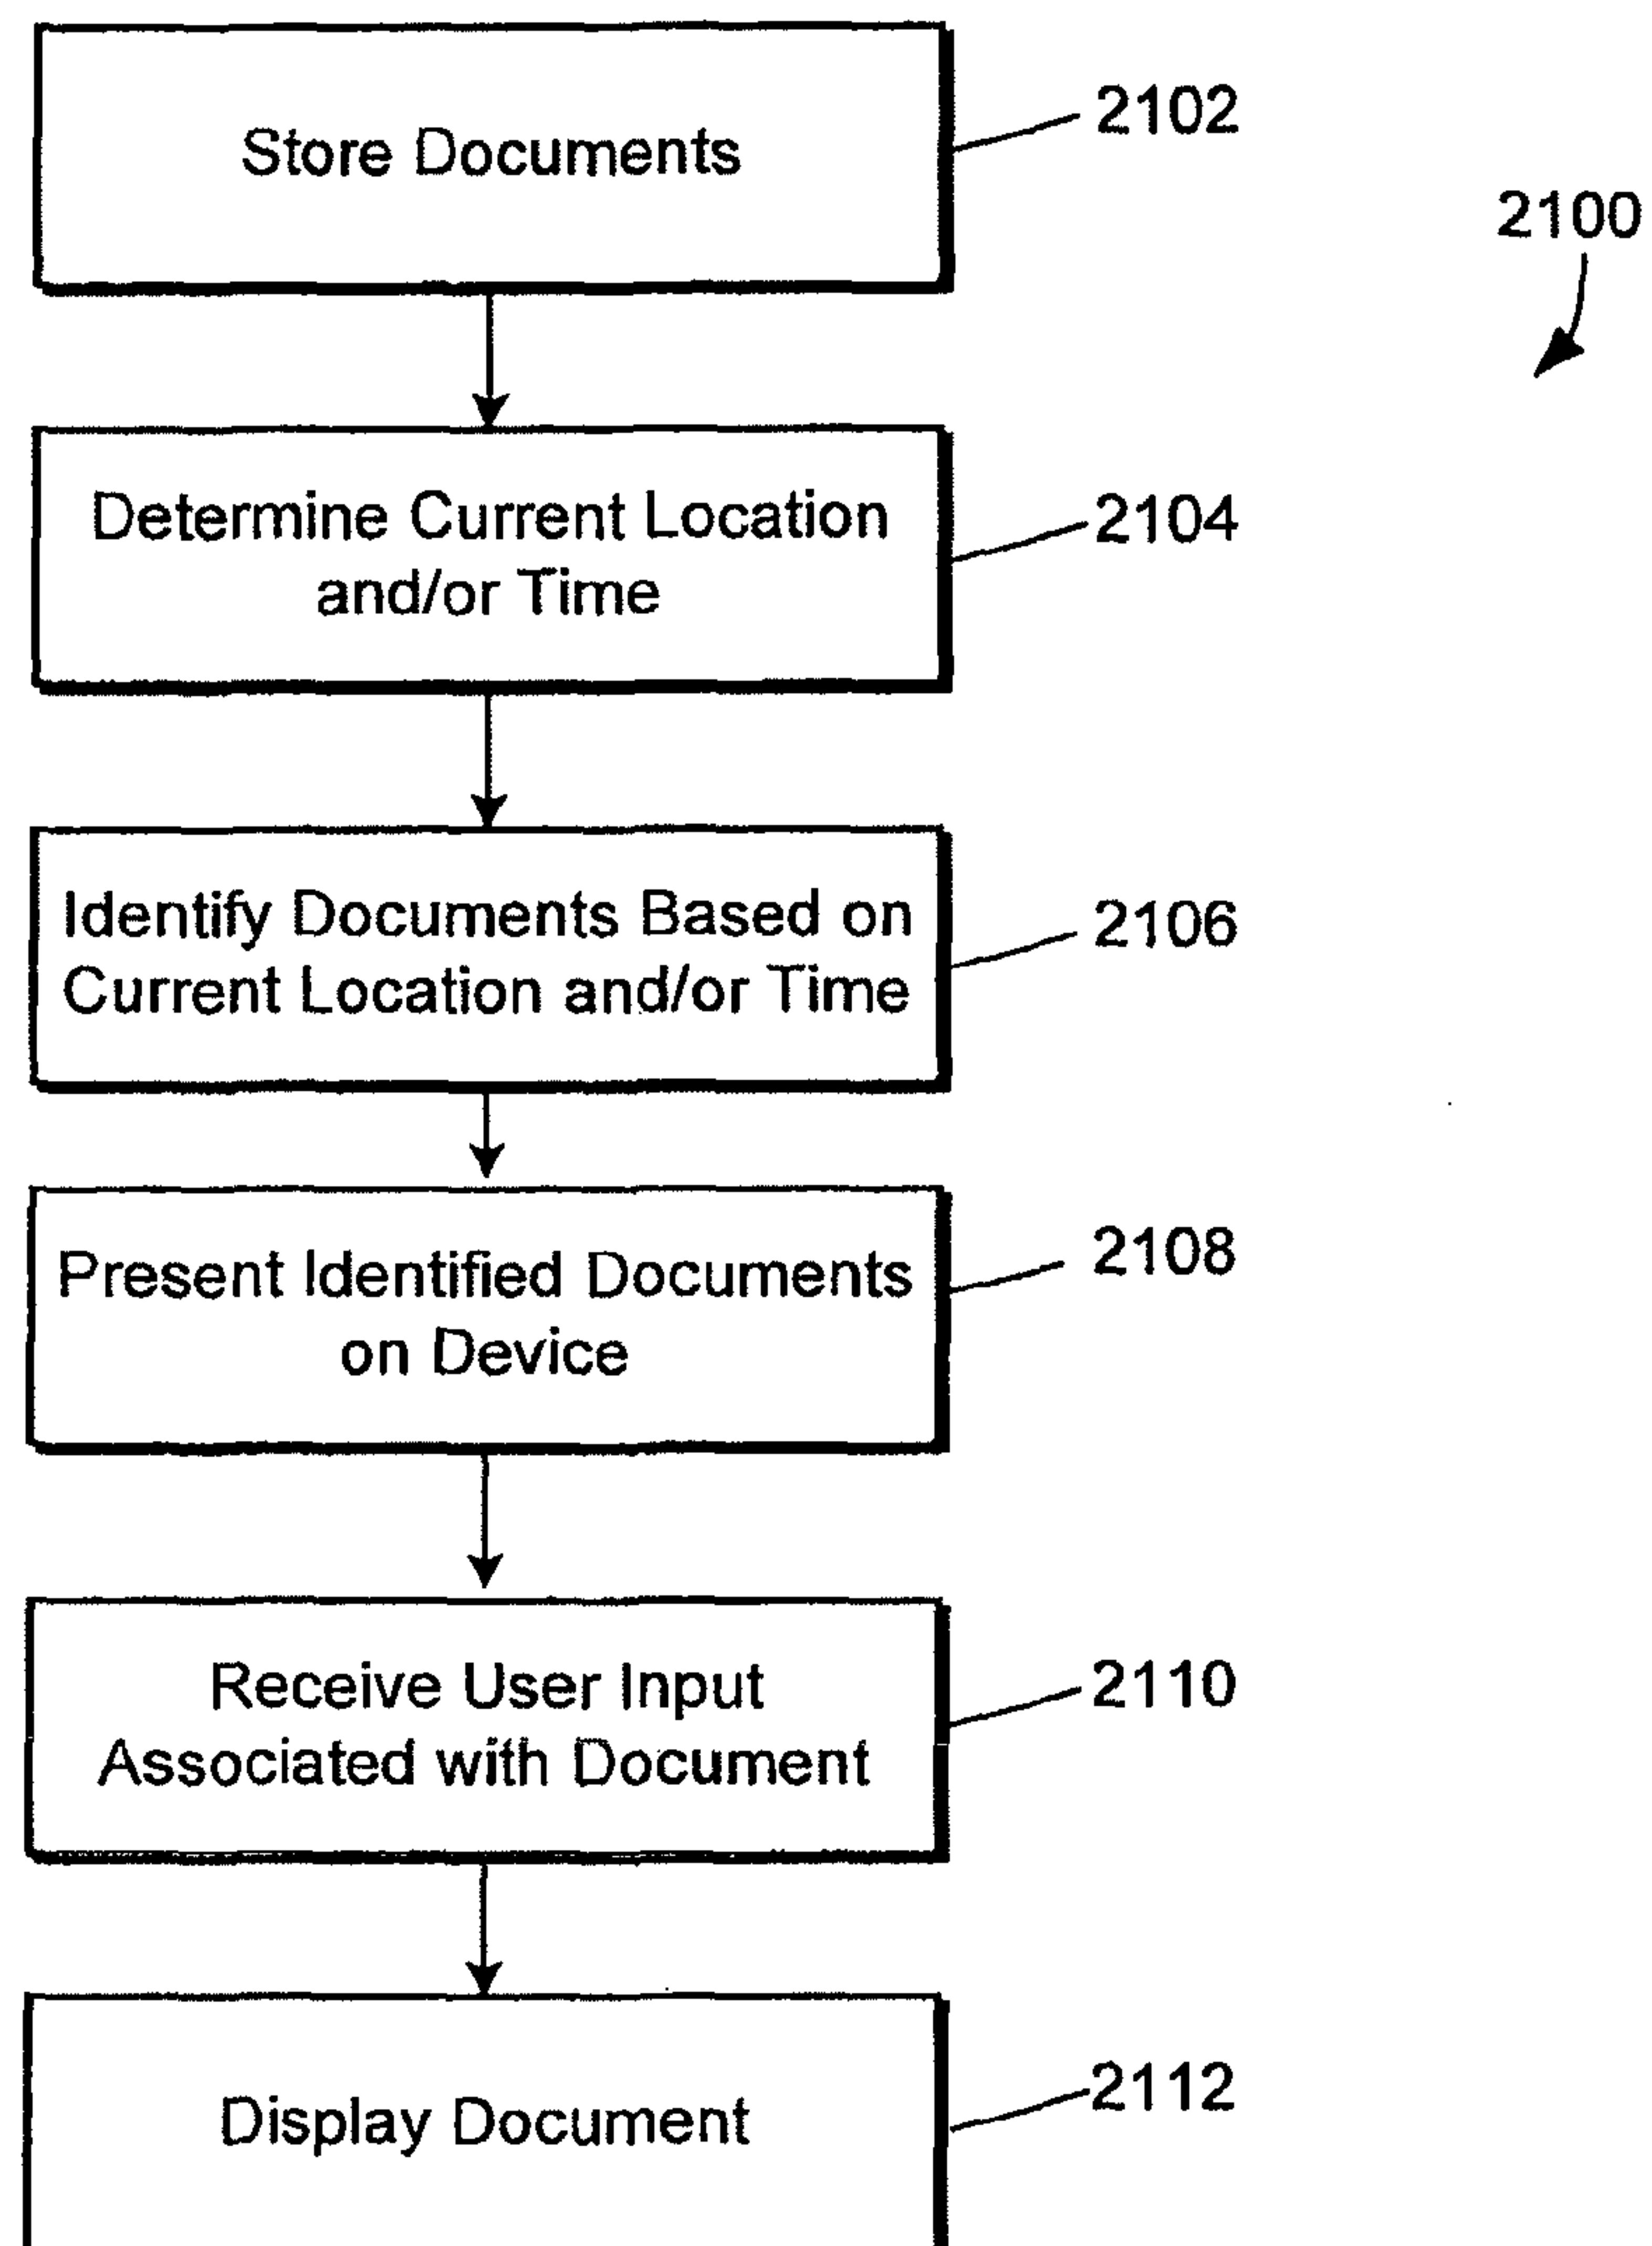 Store Documents
2102
2100
Determine Current Location
and/or Time
2104
Identify Documents Based on
Current Location and/or Time
2106
Present Identified Documents
on Device
2108
Receive User Input
Associated with Document
2110
Display Document
2112